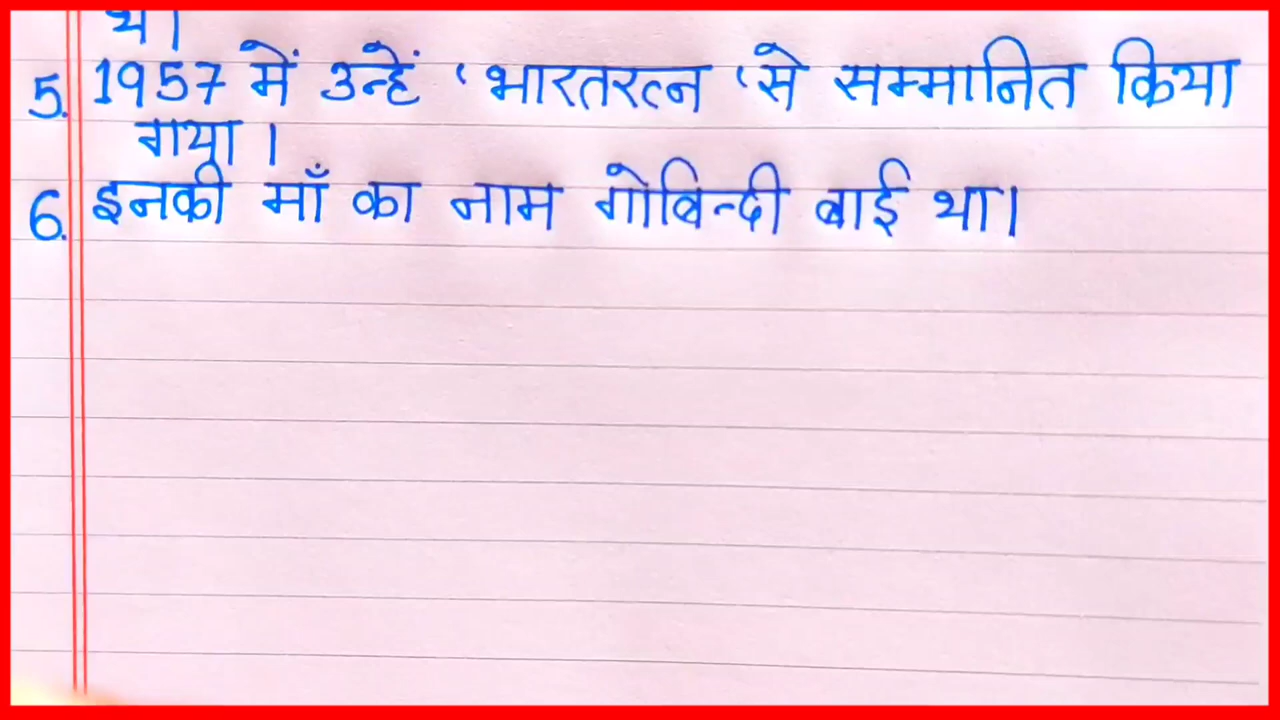 था।
5. 1957 में उन्हें ‘भारतरत्न ‘से सम्मानित किया
गया।
6. इनकी माँ का नाम गोबिन्दी बाई था।